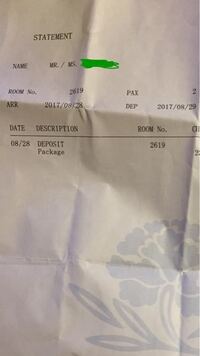 STATEMENT
NAME MR./ MS.
ROOM No. 2619 PAX 2
ARR 2017/08/28 DEP 2017/08/29
DATE DESCRIPTION ROOM No.
08/28 DEPOSIT 2619
Package